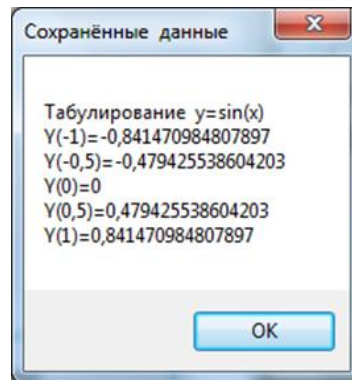 Сохранённые данные
Табулирование y=sin(x)
Y(-1)=-0,841470984807897
Y(-0,5)=-0,479425538604203
Y(0)=0
Y(0,5)=0,479425538604203
Y(1)=0,841470984807897
OK